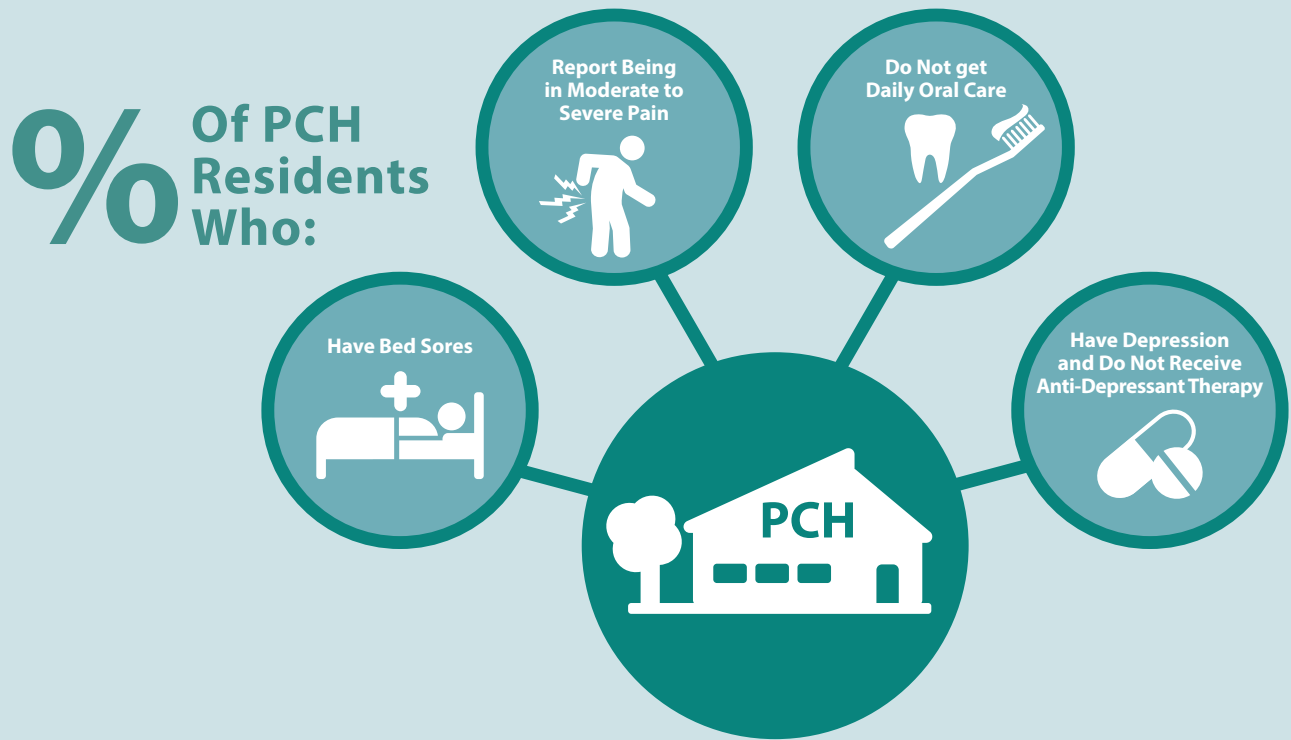 %
Of PCH
Residents
Who:
Have Bed Sores
Report Being
in Moderate to
Severe Pain
Do Not get
Daily Oral Care
Have Depression
and Do Not Receive
Anti-Depressant Therapy
PCH